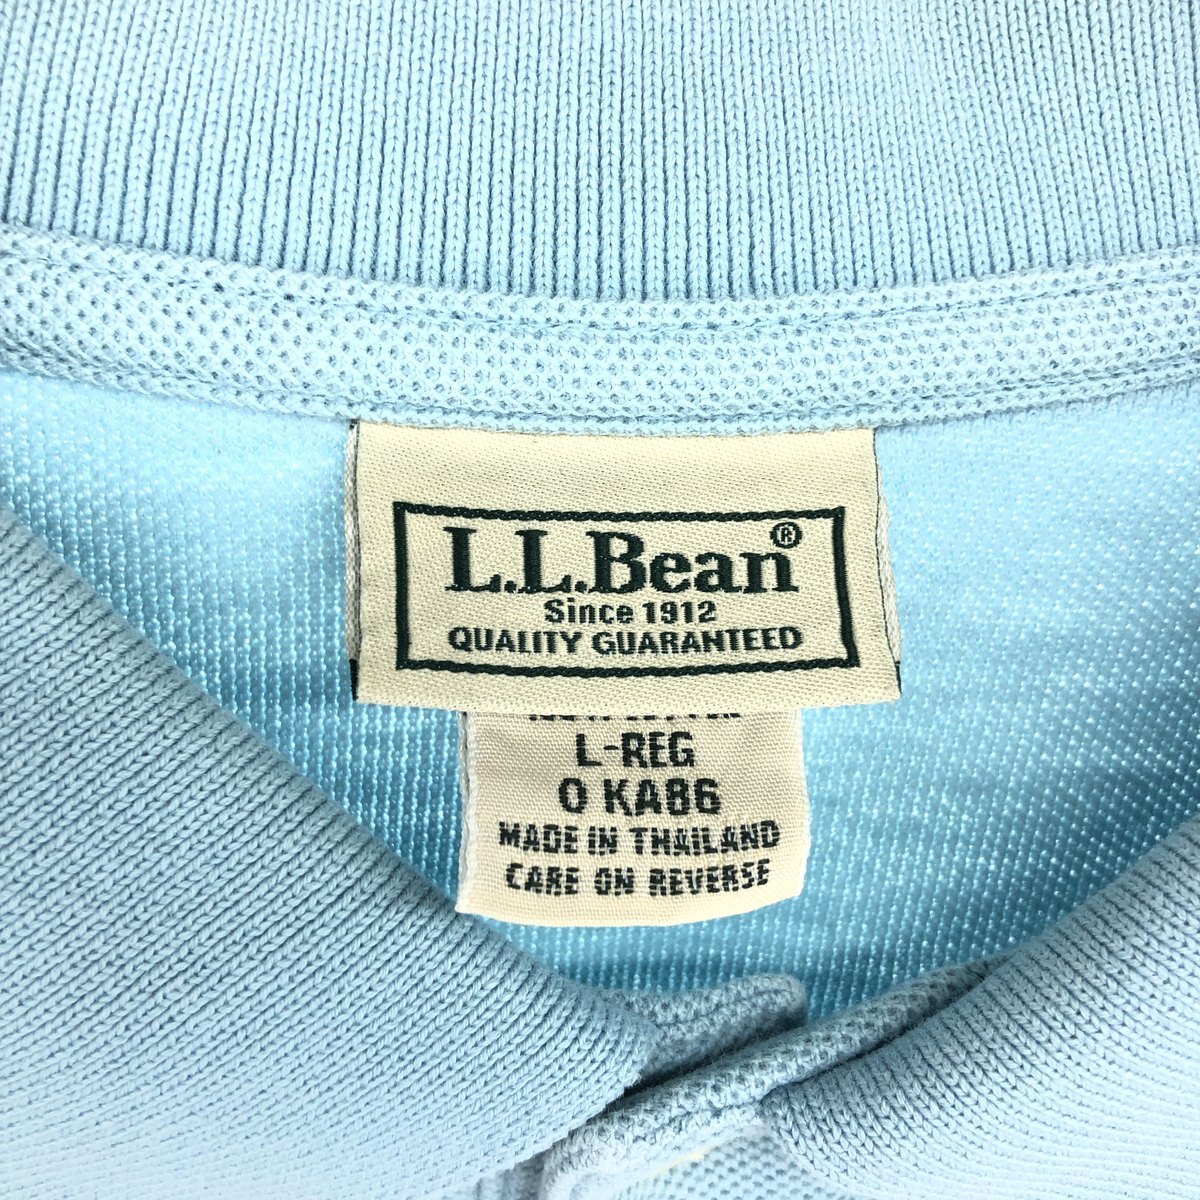 L.L.Bean®
Since 1912
QUALITY GUARANTEED
L-REG
0 KA86
MADE IN THAILAND
CARE ON REVERSE